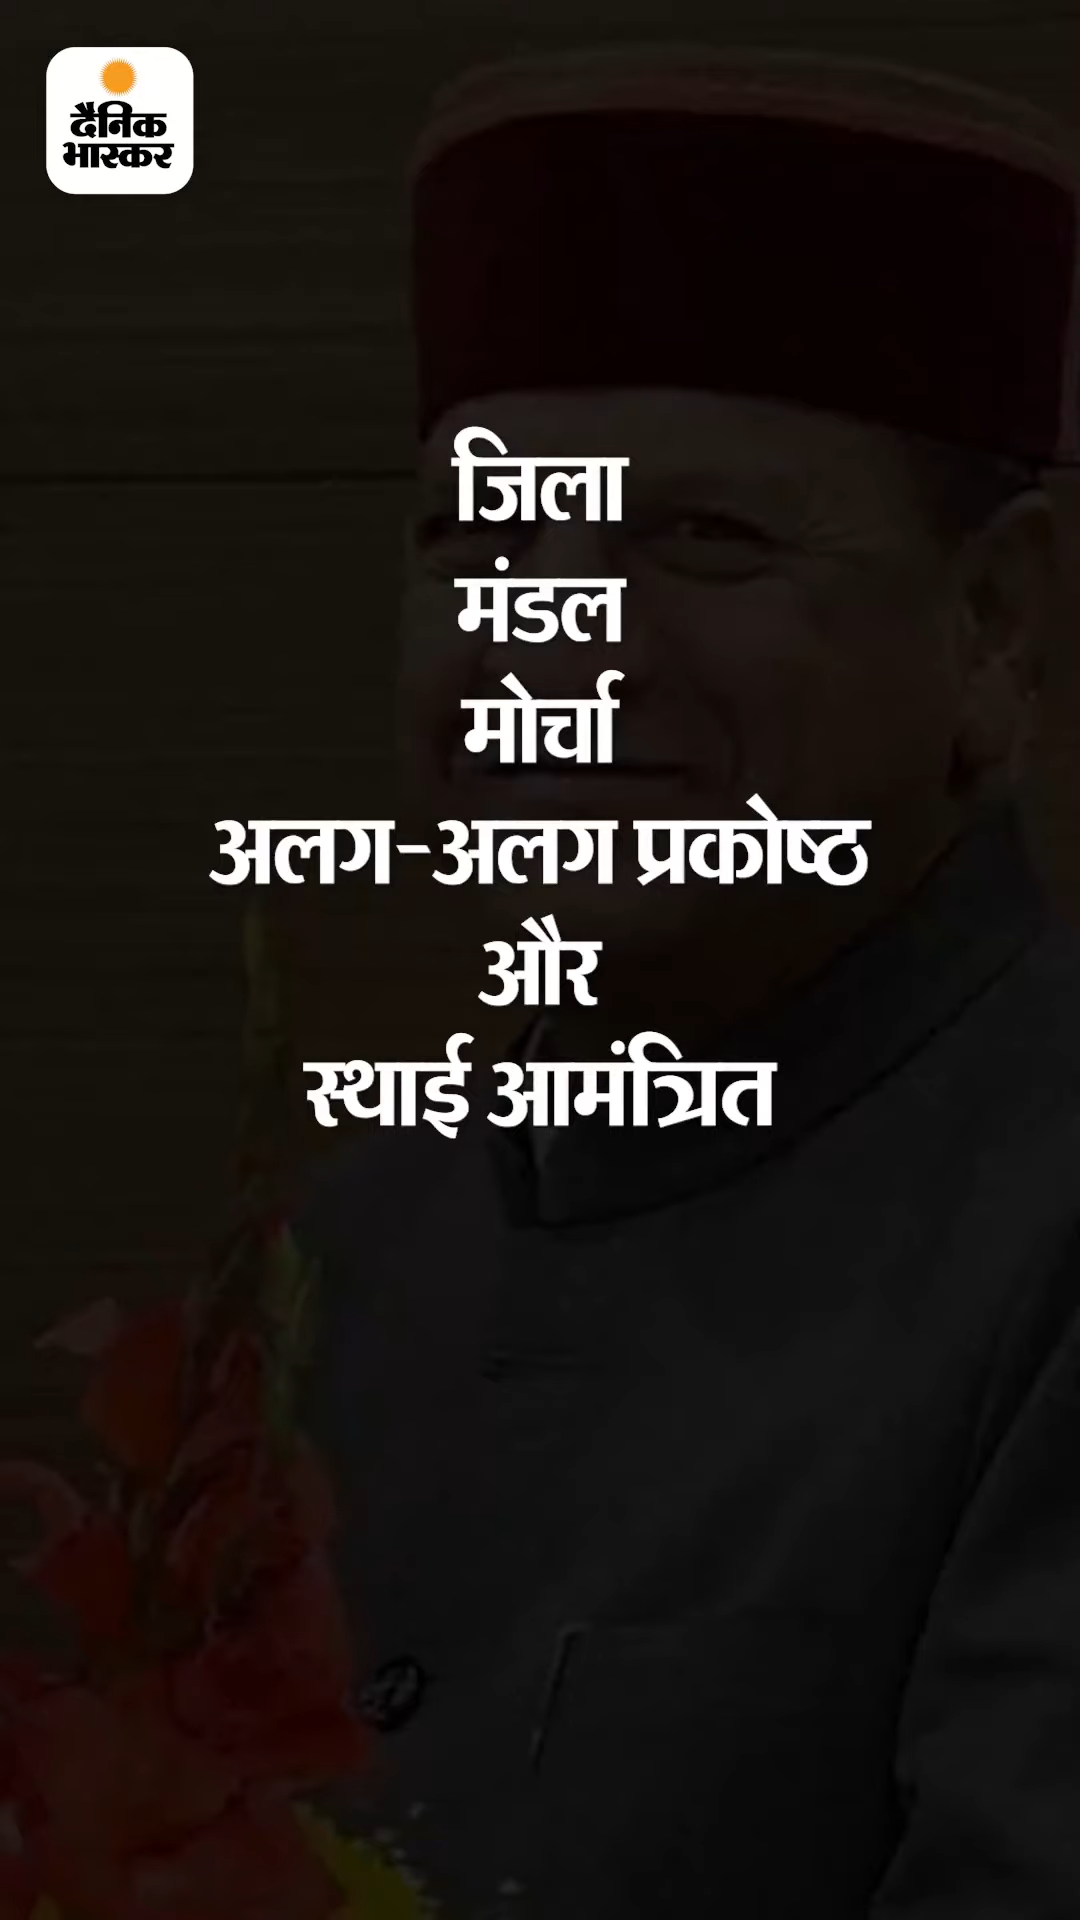 दैनिक
भास्कर
जिला
मंडल
मोर्चा
अलग-अलग प्रकोष्ठ
और
स्थाई आमंत्रित